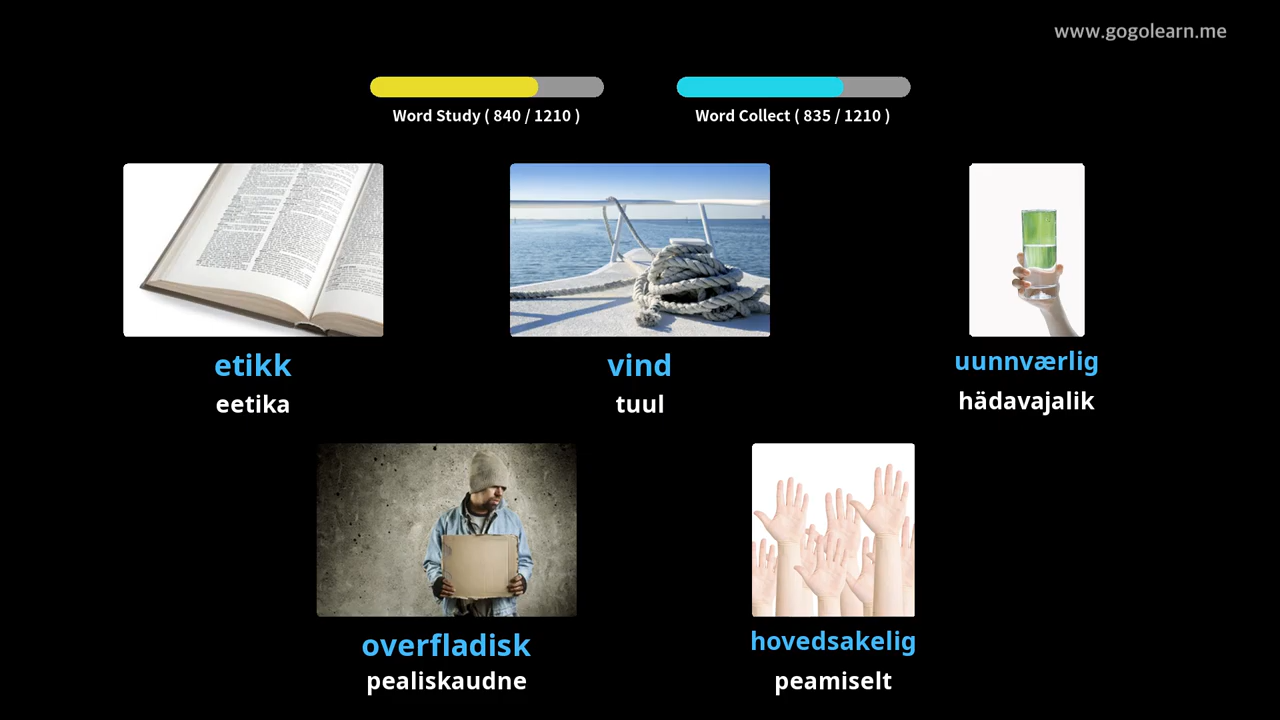 www.gogolearn.me
Word Study ( 840 / 1210 )
Word Collect ( 835 / 1210 )
etikk
eetika
vind
tuul
uunnværlig
hädavajalik
overfladisk
pealiskaudne
hovedsakelig
peamiselt